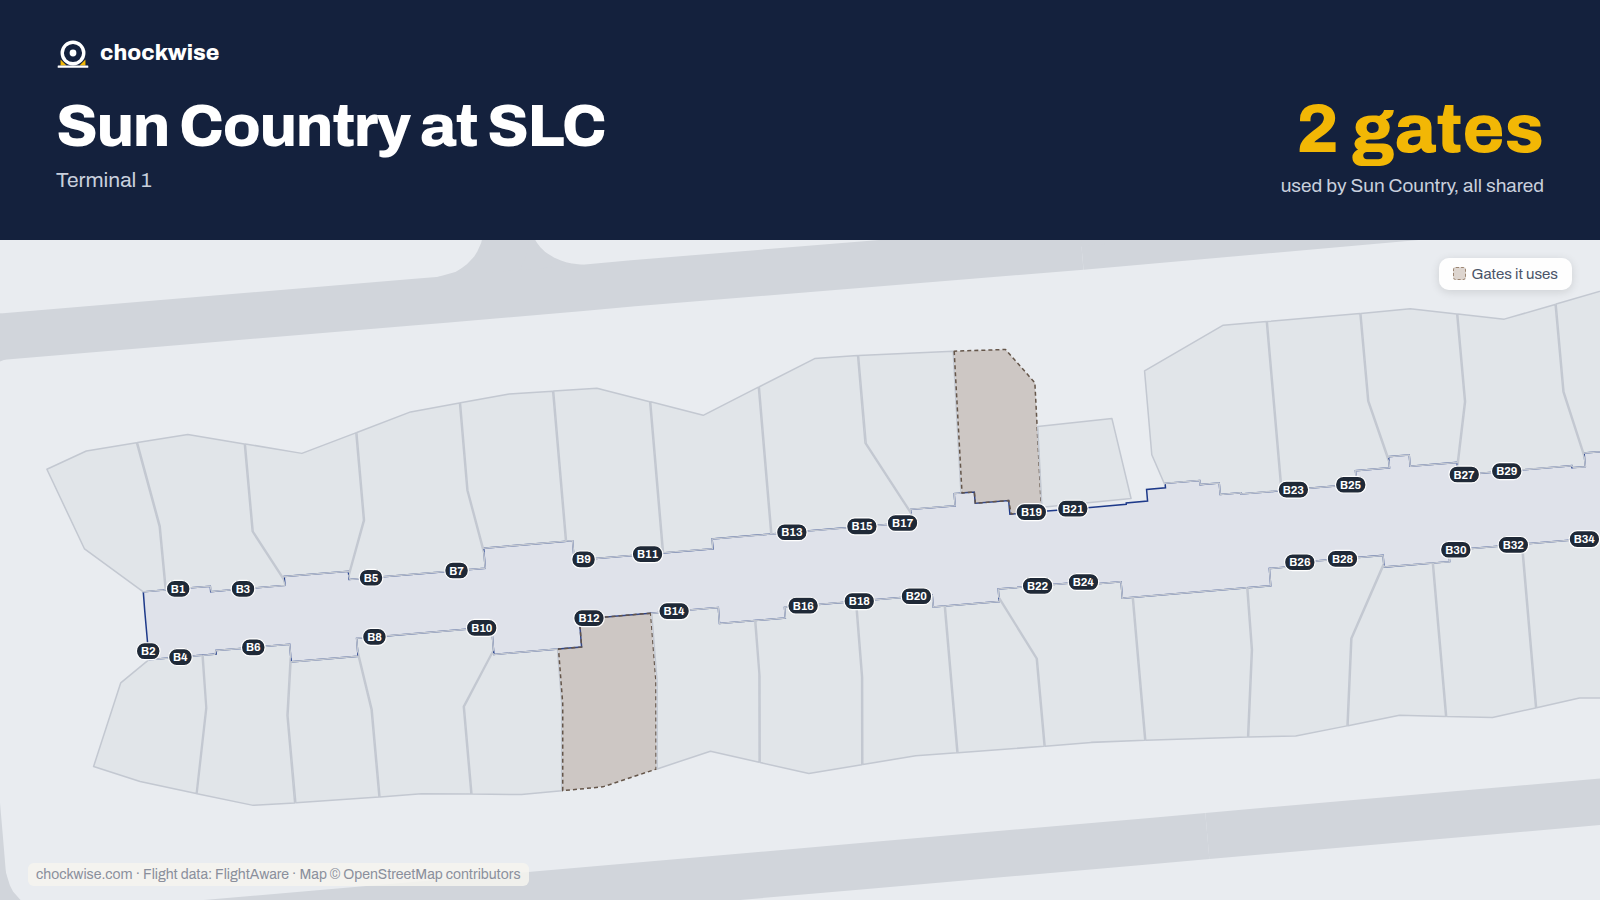 chockwise
Sun Country at SLC
Terminal 1
2 gates
used by Sun Country, all shared
Gates it uses
B1
B3
B5
B7
B9
B11
B13
B15
B17
B19
B21
B23
B25
B27
B29
B2
B4
B6
B8
B10
B12
B14
B16
B18
B20
B22
B24
B26
B28
B30
B32
B34
chockwise.com · Flight data: FlightAware · Map © OpenStreetMap contributors